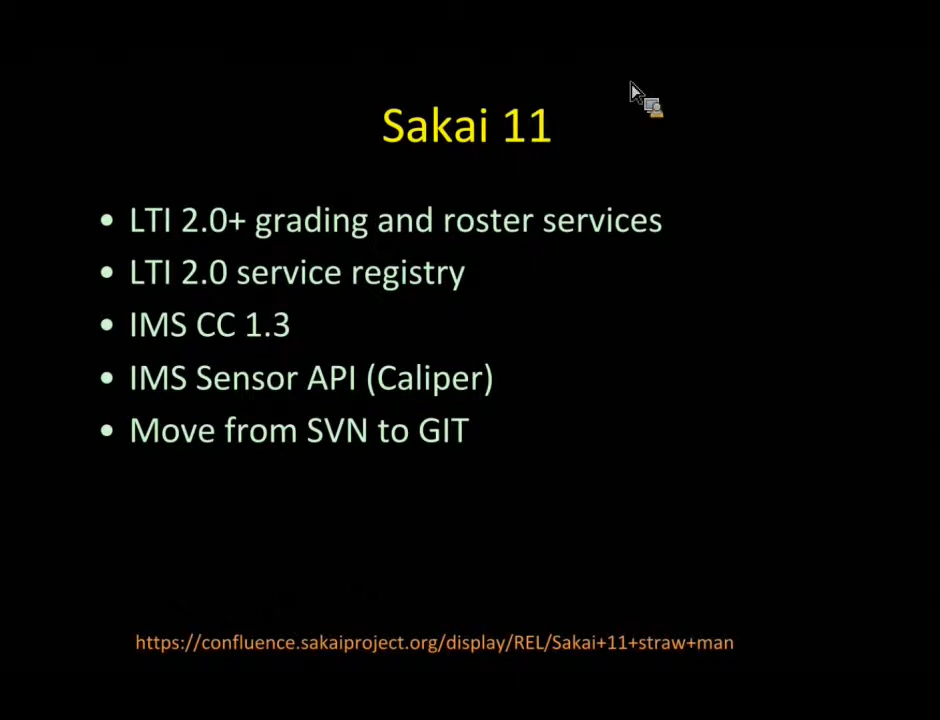 Sakai 11
• LTI 2.0+ grading and roster services
• LTI 2.0 service registry
• IMS CC 1.3
• IMS Sensor API (Caliper)
• Move from SVN to GIT
https://confluence.sakaiproject.org/display/REL/Sakai+11+straw+man